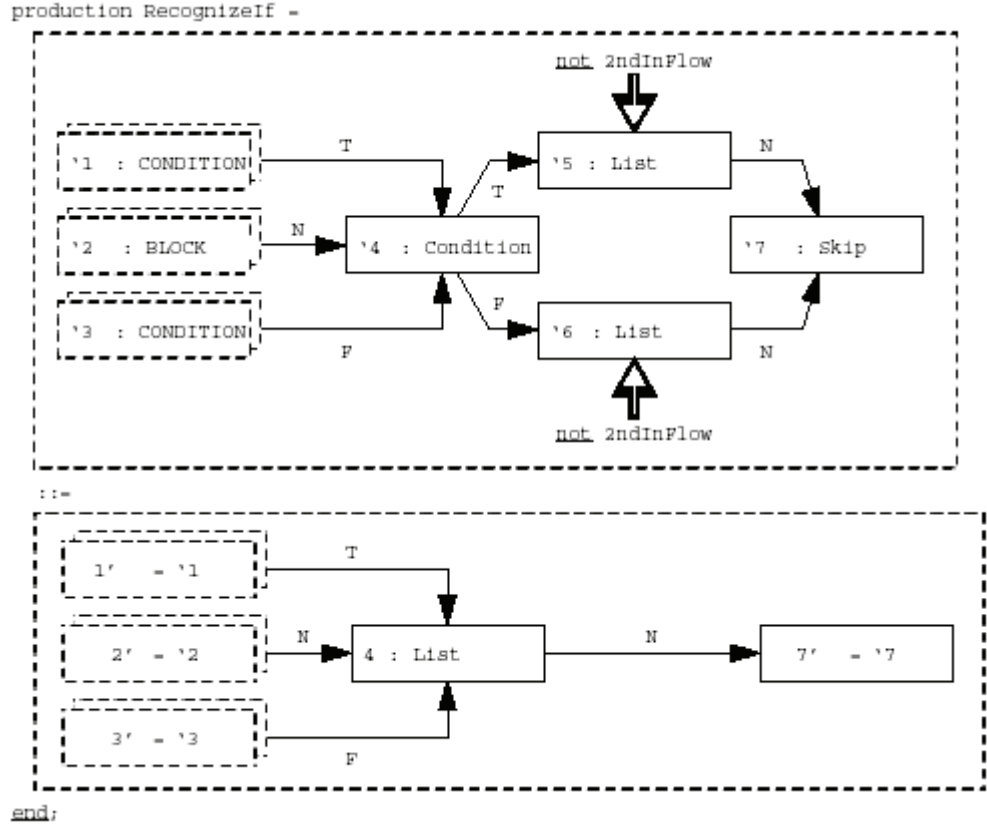 production RecognizeIf =
not 2ndInFlow
T
N
`1 : CONDITION
`5 : List
T
N
`2 : BLOCK
`4 : Condition
`7 : Skip
F
`3 : CONDITION
`6 : List
F
N
not 2ndInFlow
::=
T
1' = `1
N
N
2' = `2
4 : List
7' = `7
3' = `3
F
end;